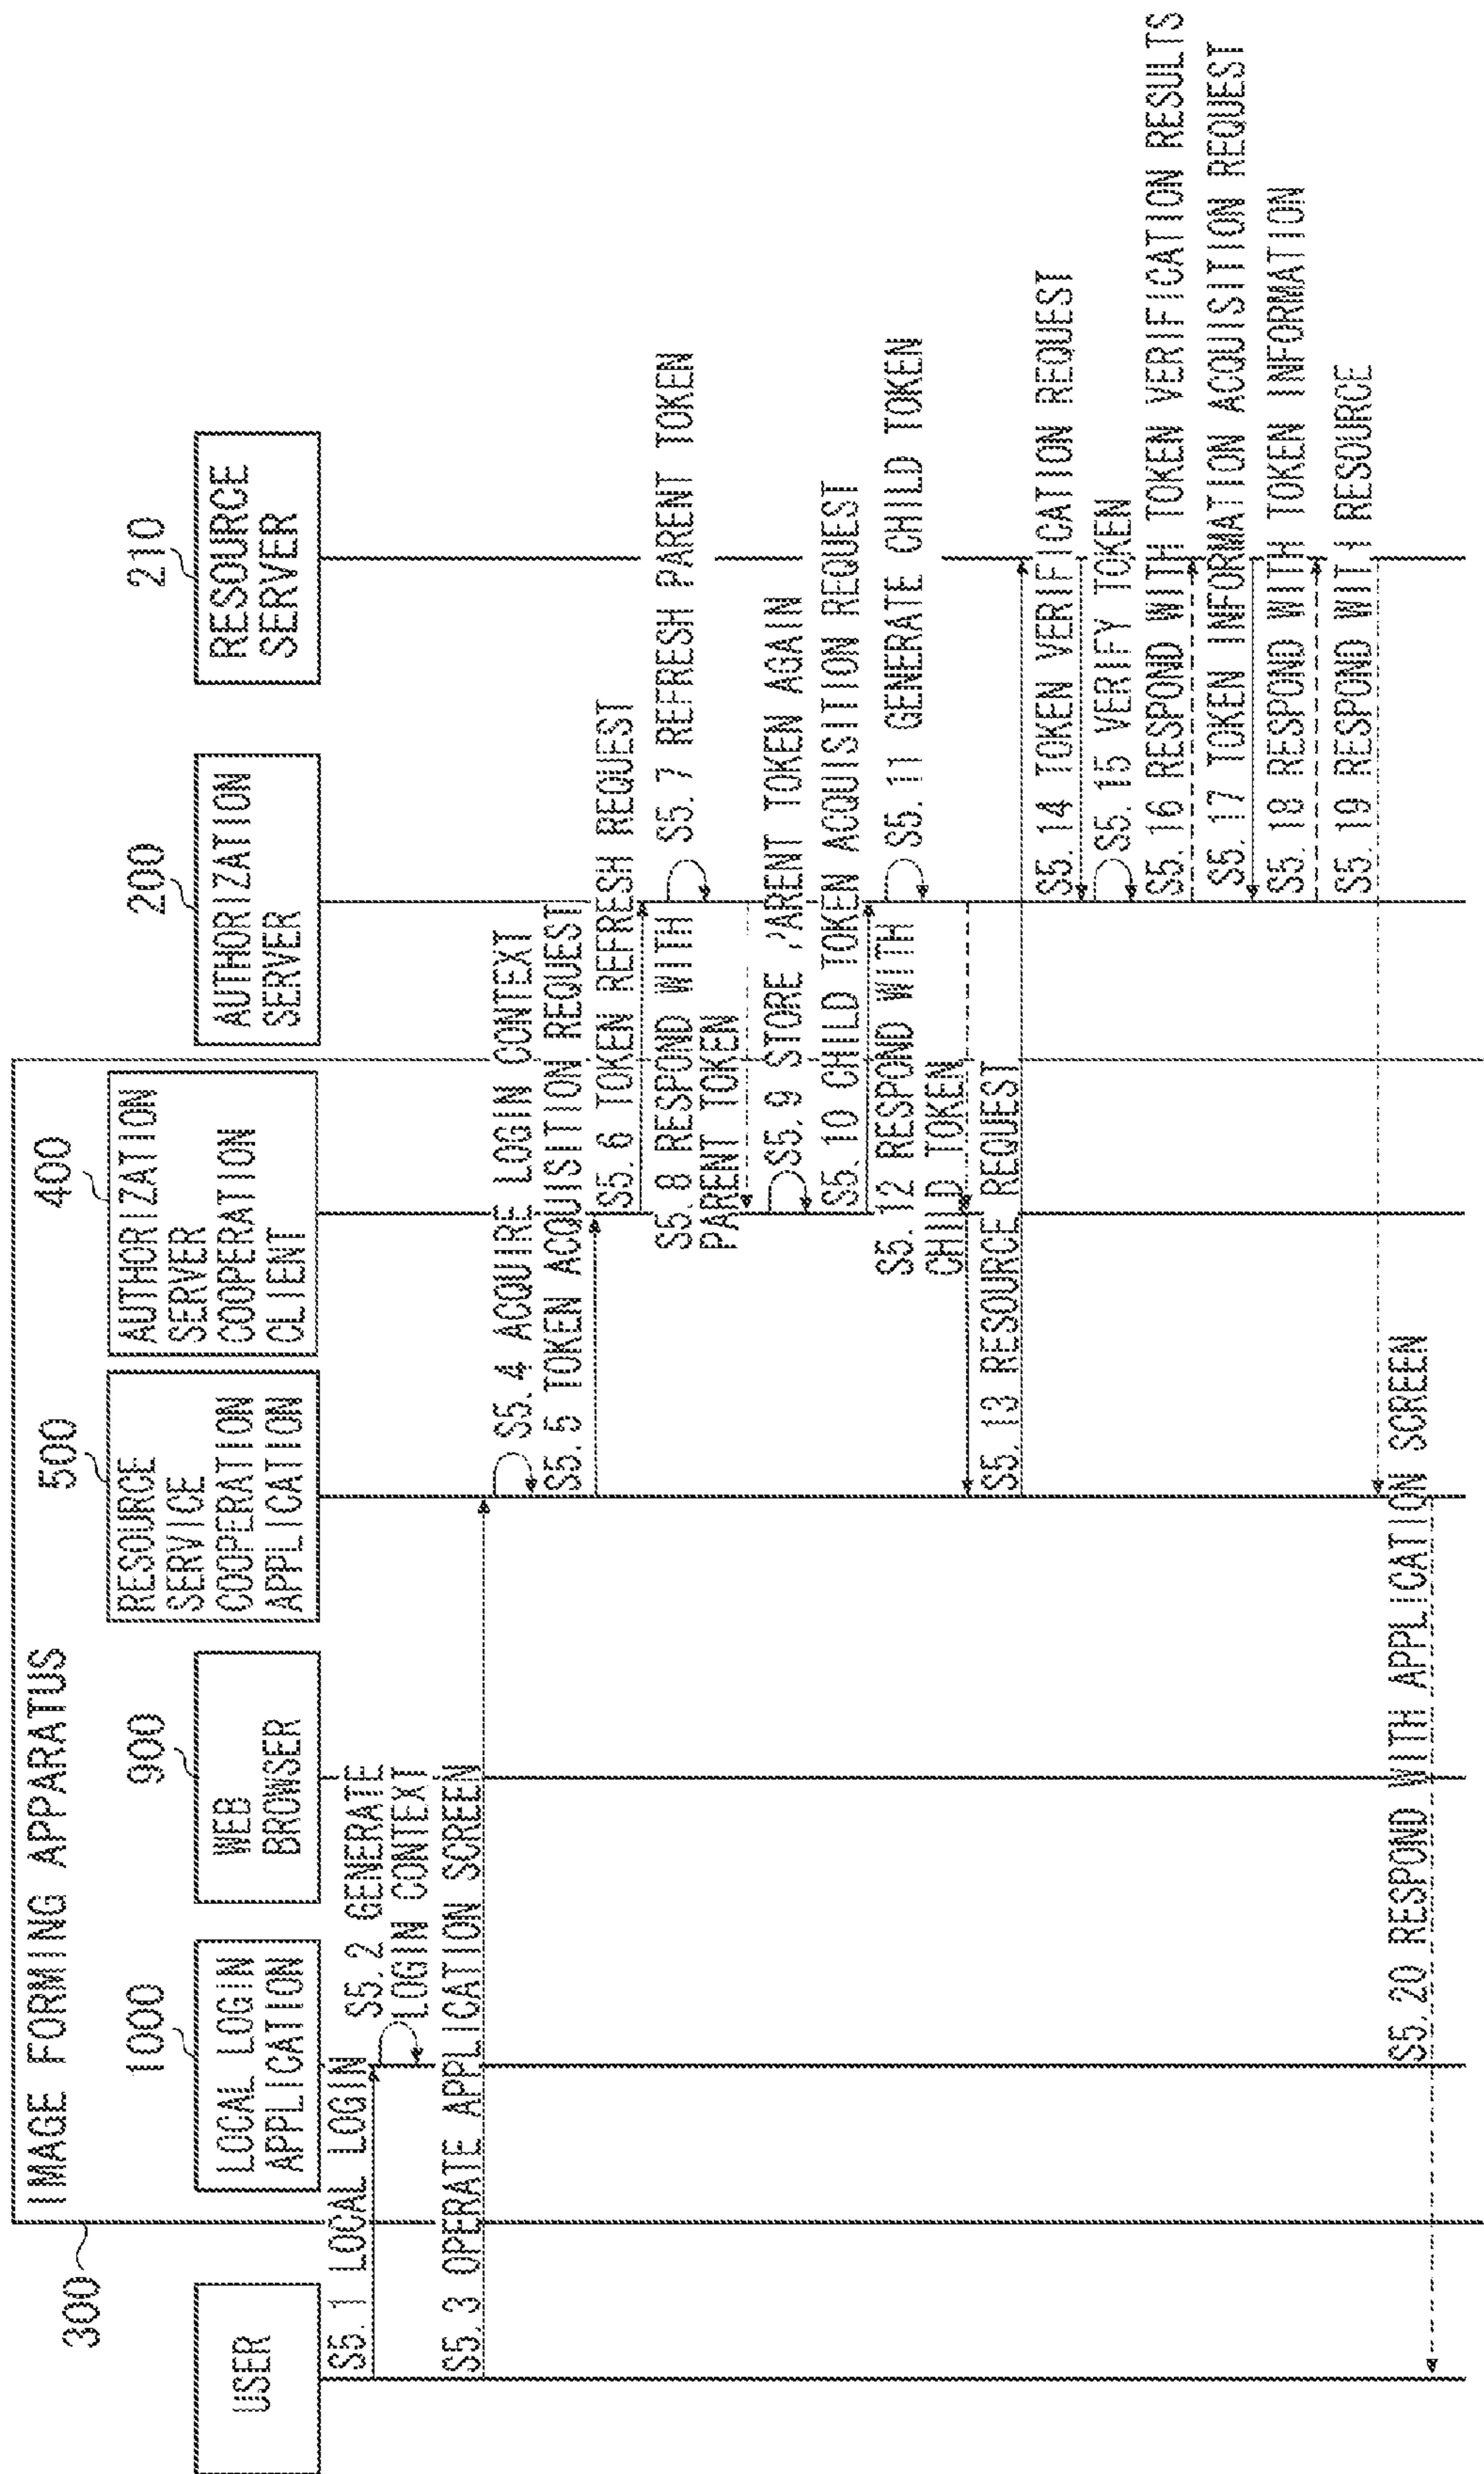 IMAGE FORMING APPARATUS
300
USER
1000
LOCAL LOGIN
APPLICATION
900
WEB
BROWSER
500
RESOURCE
SERVICE
COOPERATION
APPLICATION
400
AUTHORIZATION
SERVER
COOPERATION
CLIENT
200
AUTHORIZATION
SERVER
210
RESOURCE
SERVER
S5. 1 LOCAL LOGIN
S5. 2 GENERATE
LOGIN CONTEXT
S5. 3 OPERATE APPLICATION SCREEN
S5. 4 ACQUIRE LOGIN CONTEXT
S5. 5 TOKEN ACQUISITION REQUEST
S5. 6 TOKEN REFRESH REQUEST
S5. 7 REFRESH PARENT TOKEN
S5. 8 RESPOND WITH
PARENT TOKEN
S5. 9 STORE PARENT TOKEN AGAIN
S5. 10 CHILD TOKEN ACQUISITION REQUEST
S5. 11 GENERATE CHILD TOKEN
S5. 12 RESPOND WITH
CHILD TOKEN
S5. 13 RESOURCE REQUEST
S5. 14 TOKEN VERIFICATION REQUEST
S5. 15 VERIFY TOKEN
S5. 16 RESPOND WITH TOKEN VERIFICATION RESULTS
S5. 17 TOKEN INFORMATION ACQUISITION REQUEST
S5. 18 RESPOND WITH TOKEN INFORMATION
S5. 19 RESPOND WITH RESOURCE
S5. 20 RESPOND WITH APPLICATION SCREEN